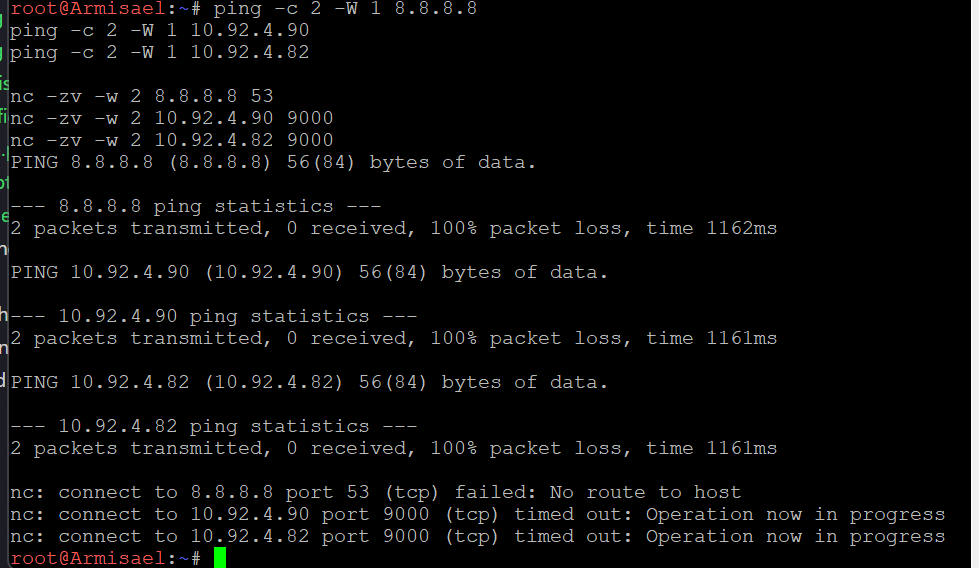 root@Armisael:~# ping -c 2 -W 1 8.8.8.8
ping -c 2 -W 1 10.92.4.90
ping -c 2 -W 1 10.92.4.82
nc -zv -w 2 8.8.8.8 53
nc -zv -w 2 10.92.4.90 9000
nc -zv -w 2 10.92.4.82 9000
PING 8.8.8.8 (8.8.8.8) 56(84) bytes of data.
--- 8.8.8.8 ping statistics ---
2 packets transmitted, 0 received, 100% packet loss, time 1162ms
PING 10.92.4.90 (10.92.4.90) 56(84) bytes of data.
--- 10.92.4.90 ping statistics ---
2 packets transmitted, 0 received, 100% packet loss, time 1161ms
PING 10.92.4.82 (10.92.4.82) 56(84) bytes of data.
--- 10.92.4.82 ping statistics ---
2 packets transmitted, 0 received, 100% packet loss, time 1161ms
nc: connect to 8.8.8.8 port 53 (tcp) failed: No route to host
nc: connect to 10.92.4.90 port 9000 (tcp) timed out: Operation now in progress
nc: connect to 10.92.4.82 port 9000 (tcp) timed out: Operation now in progress
root@Armisael:~#